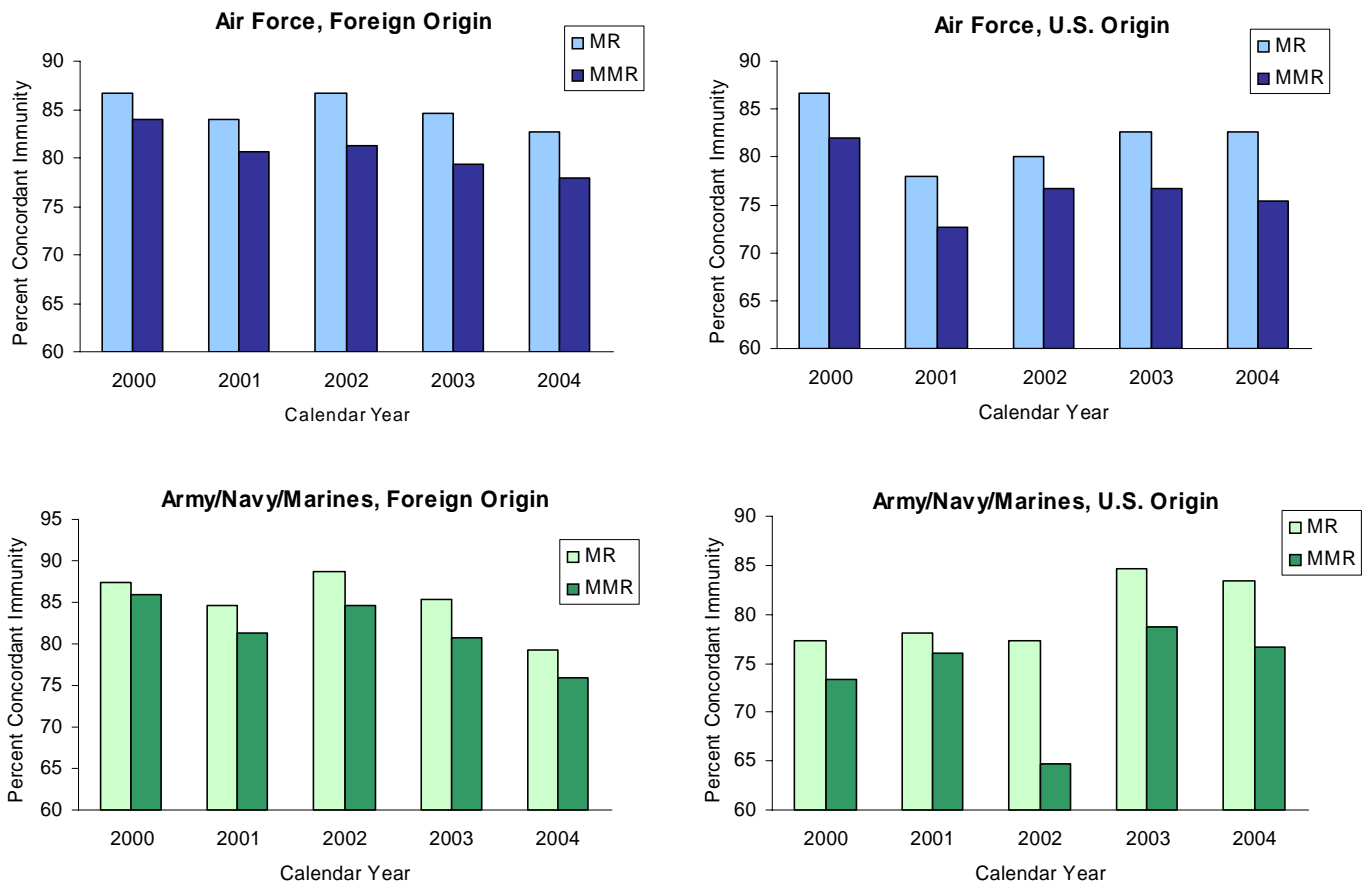 Air Force, Foreign Origin
MR
MMR
90
85
80
75
70
65
60
Percent Concordant Immunity
2000 2001 2002 2003 2004
Calendar Year
Air Force, U.S. Origin
MR
MMR
90
85
80
75
70
65
60
Percent Concordant Immunity
2000 2001 2002 2003 2004
Calendar Year
Army/Navy/Marines, Foreign Origin
MR
MMR
95
90
85
80
75
70
65
60
Percent Concordant Immunity
2000 2001 2002 2003 2004
Calendar Year
Army/Navy/Marines, U.S. Origin
MR
MMR
90
85
80
75
70
65
60
Percent Concordant Immunity
2000 2001 2002 2003 2004
Calendar Year